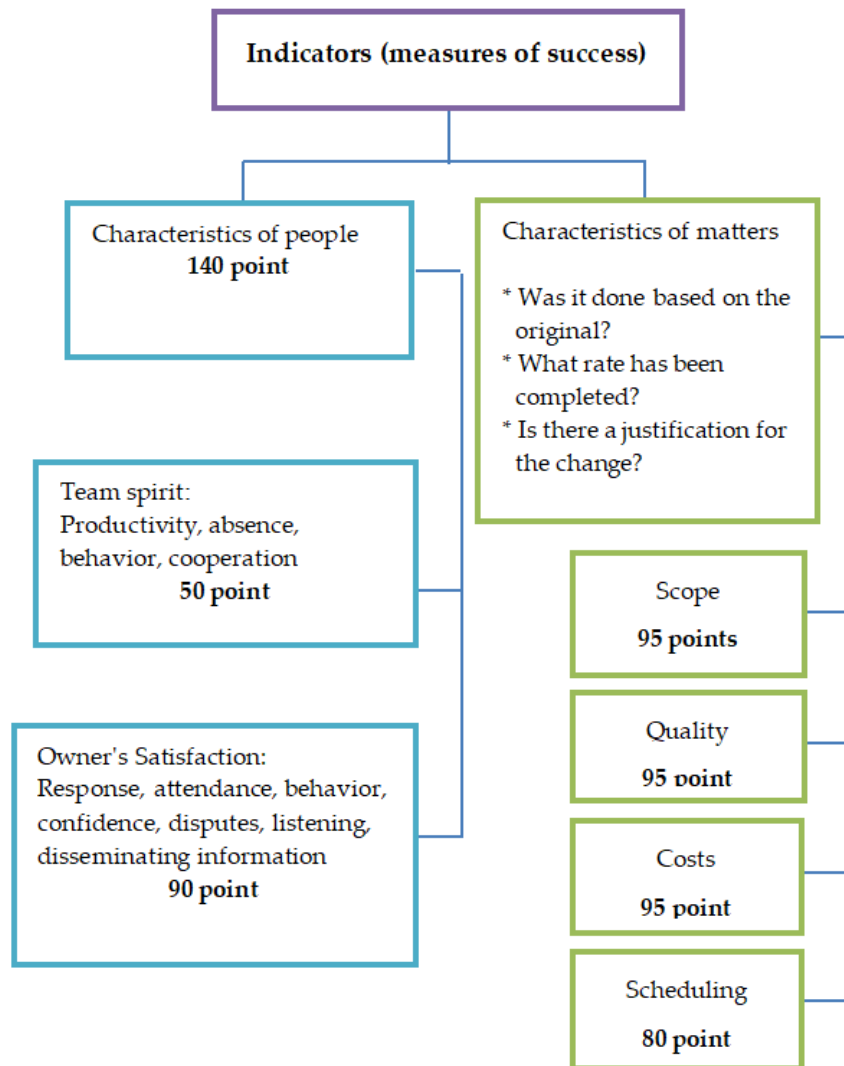 Indicators (measures of success)
Characteristics of people
140 point
Team spirit:
Productivity, absence,
behavior, cooperation
50 point
Owner's Satisfaction:
Response, attendance, behavior,
confidence, disputes, listening,
disseminating information
90 point
Characteristics of matters
* Was it done based on the
original?
* What rate has been
completed?
* Is there a justification for
the change?
Scope
95 points
Quality
95 point
Costs
95 point
Scheduling
80 point